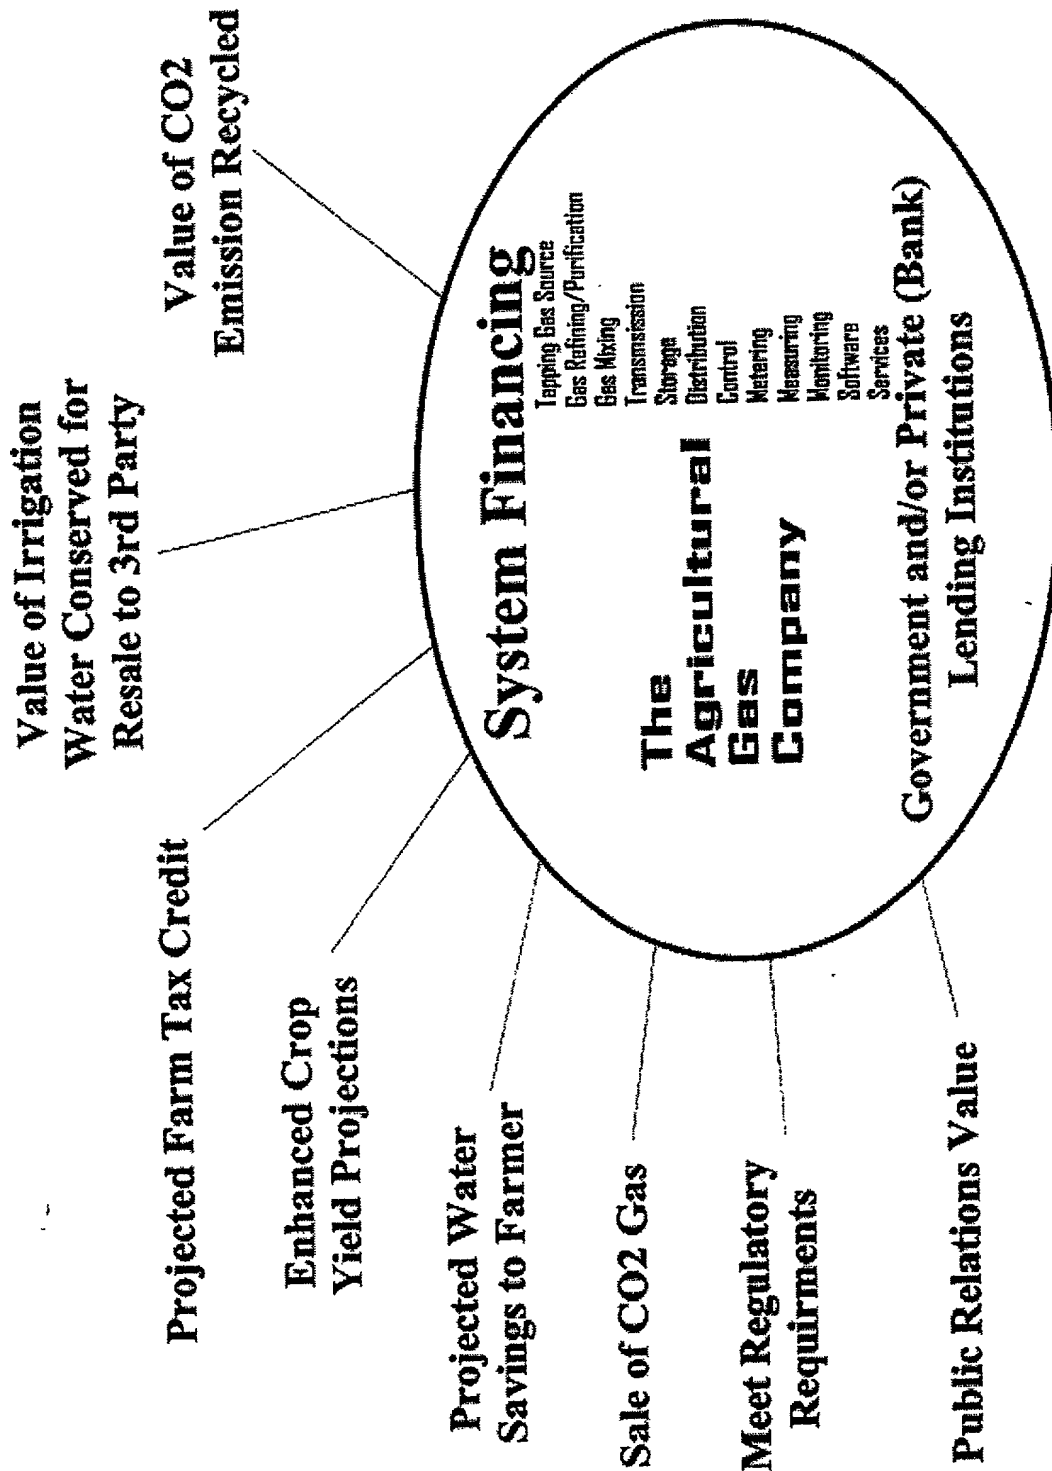 Value of Irrigation
Water Conserved for
Resale to 3rd Party
Value of CO2
Emission Recycled
Projected Farm Tax Credit
Enhanced Crop
Yield Projections
Projected Water
Savings to Farmer
Sale of CO2 Gas
Meet Regulatory
Requirments
Public Relations Value
System Financing
The
Agricultural
Gas
Company
Tapping Gas Source
Gas Refining/Purification
Gas Mixing
Transmsission
Storage
Distribution
Control
Metering
Measuring
Monitoring
Software
Services
Government and/or Private (Bank)
Lending Institutions